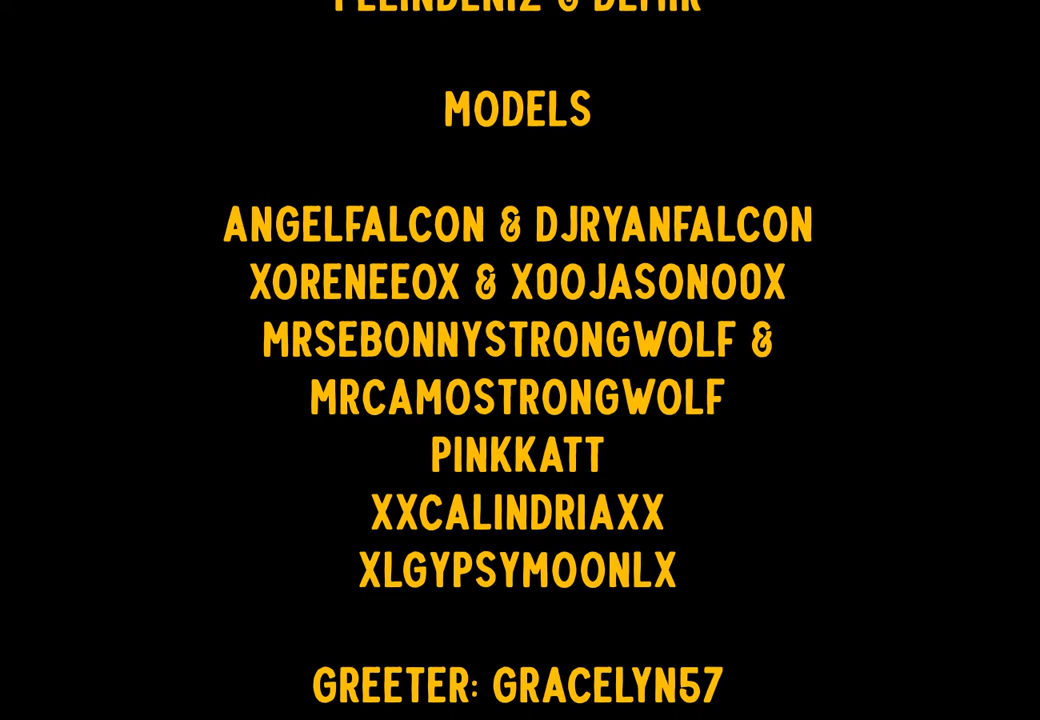 &
MODELS
ANGELFALCON & DJRYANFALCON
XORENEEOX & XOOJASONOOX
MRSEBONNYSTRONGWOLF &
MRCAMOSTRONGWOLF
PINKKATT
XXCALINDRIAXX
XLGYPSYMOONLX
GREETER: GRACELYN57